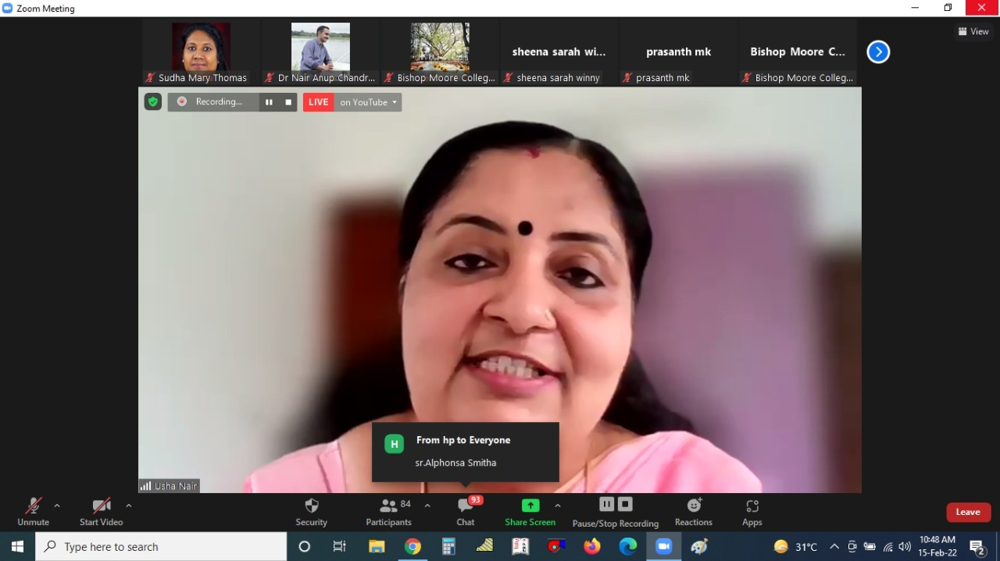 Zoom Meeting
View
sheena sarah wi...
prasanth mk
Bishop Moore C...
Sudha Mary Thomas
Dr Nair Anup Chandr...
Bishop Moore Colleg...
sheena sarah winny
prasanth mk
Bishop Moore Colleg...
Recording...
LIVE on YouTube
H
From hp to Everyone
sr.Alphonsa Smitha
Usha Nair
84
93
Unmute
Start Video
Security
Participants
Chat
Share Screen
Pause/Stop Recording
Reactions
Apps
Leave
Type here to search
31°C
10:48 AM
15-Feb-22
2